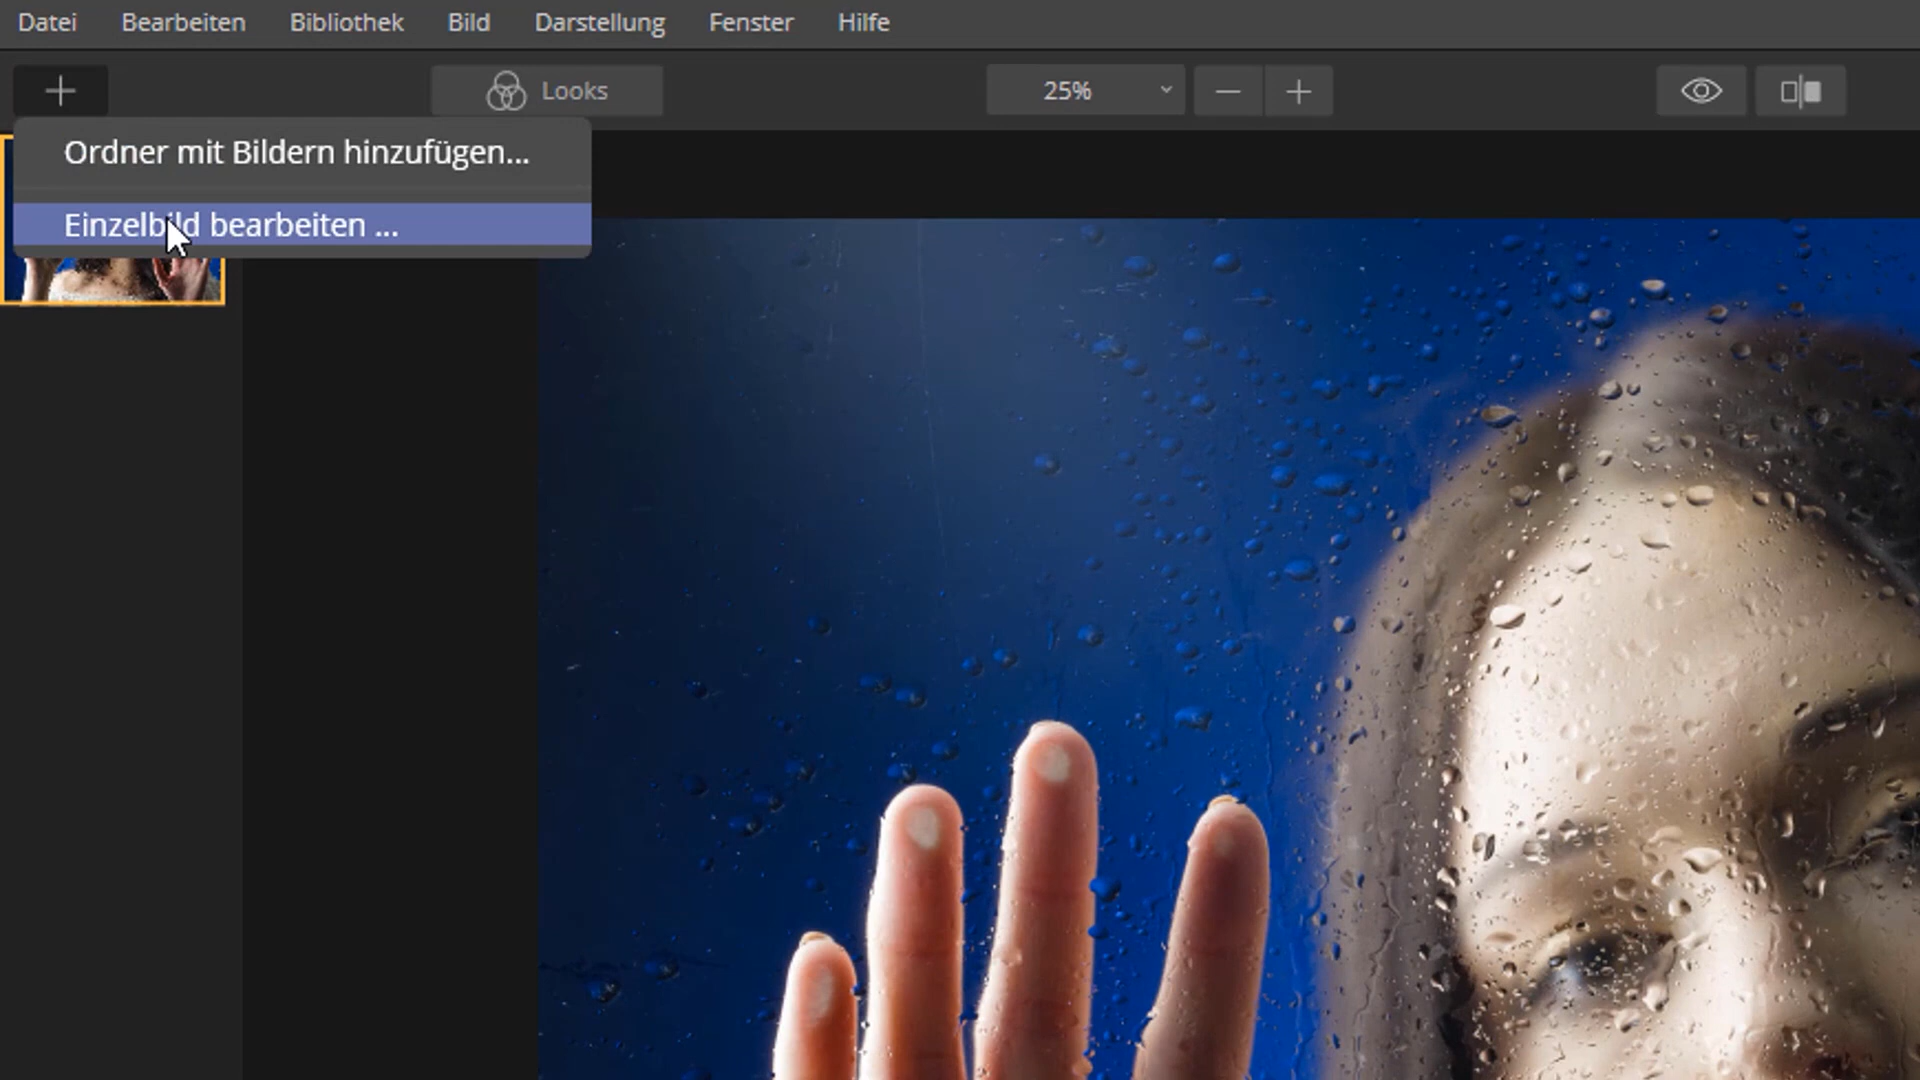 Datei Bearbeiten Bibliothek Bild Darstellung Fenster Hilfe
Looks 25%
Ordner mit Bildern hinzufügen...
Einzelbild bearbeiten ...